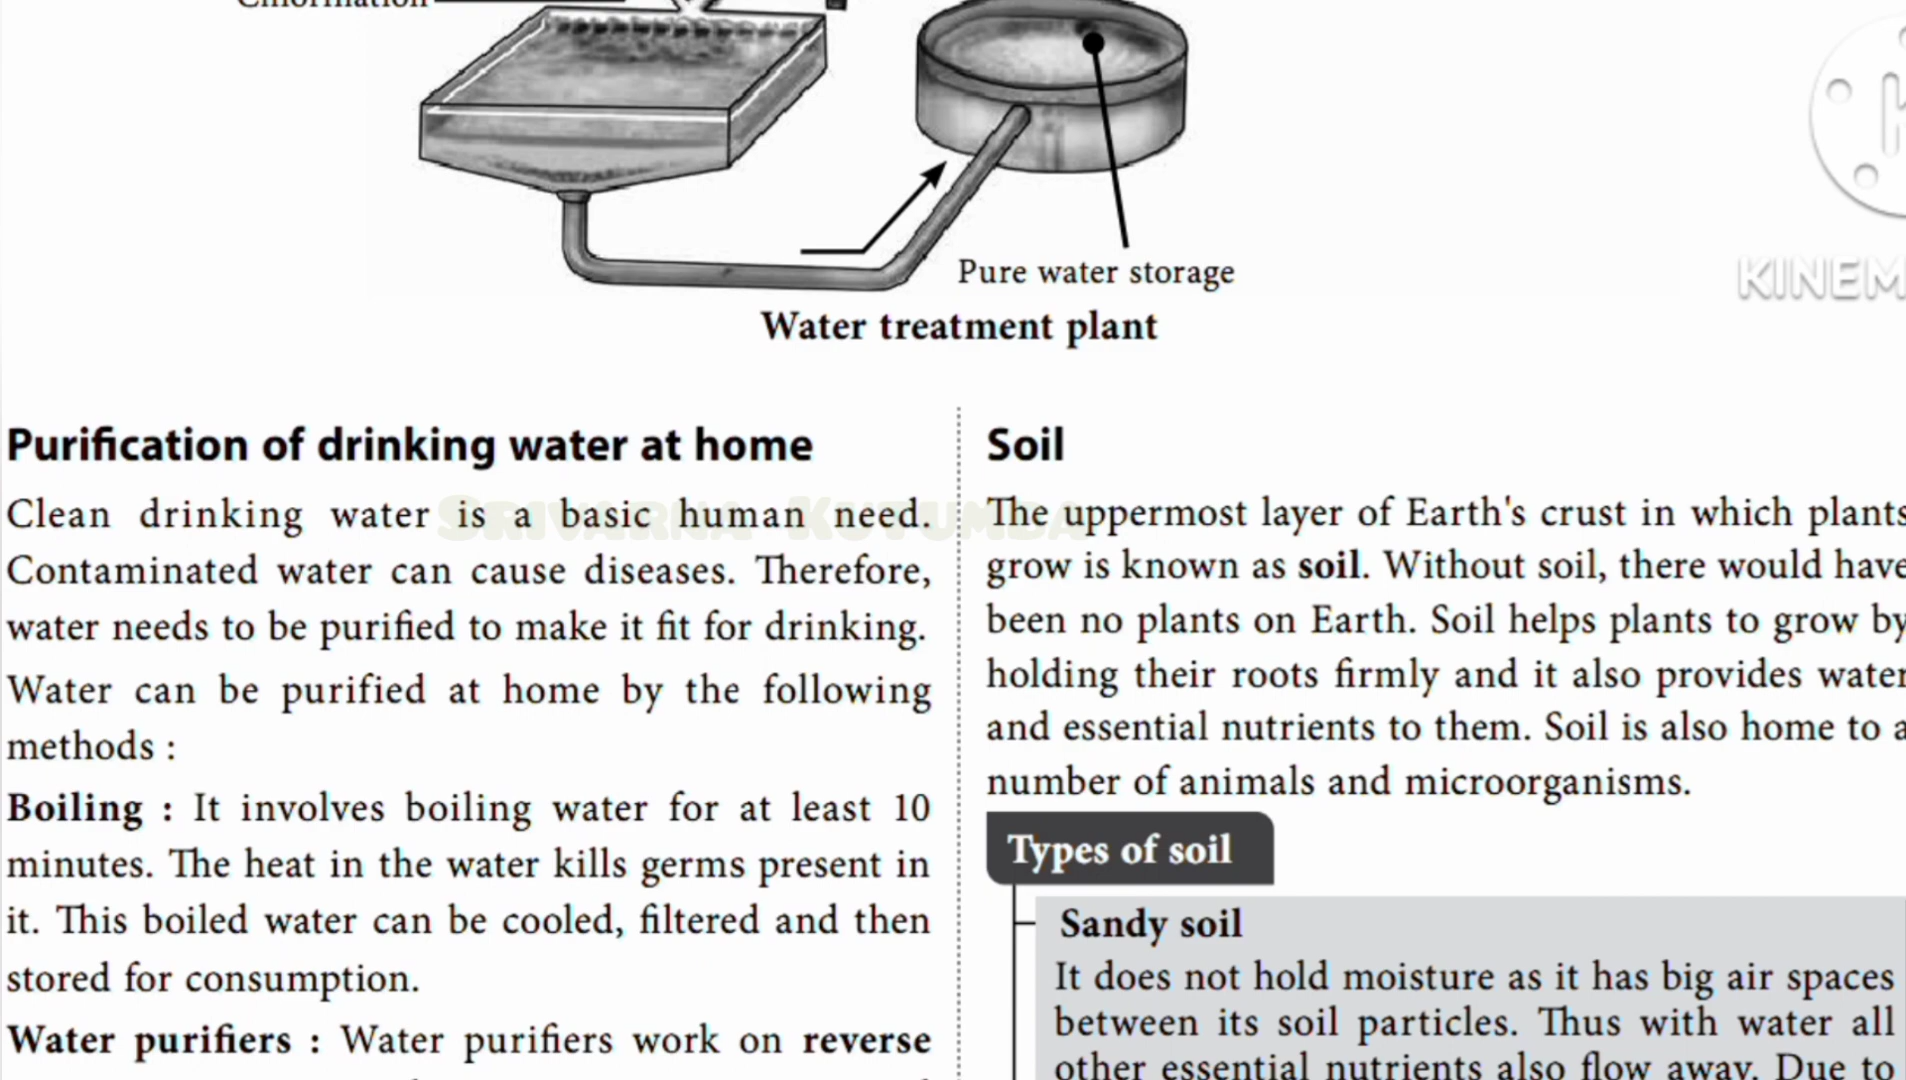 Chlorination
Pure water storage
Water treatment plant
KINEM
SRIVARNA KUTUMBA
Purification of drinking water at home
Clean drinking water is a basic human need.
Contaminated water can cause diseases. Therefore,
water needs to be purified to make it fit for drinking.
Water can be purified at home by the following
methods :
Boiling : It involves boiling water for at least 10
minutes. The heat in the water kills germs present in
it. This boiled water can be cooled, filtered and then
stored for consumption.
Water purifiers : Water purifiers work on reverse
Soil
The uppermost layer of Earth's crust in which plants
grow is known as soil. Without soil, there would have
been no plants on Earth. Soil helps plants to grow by
holding their roots firmly and it also provides water
and essential nutrients to them. Soil is also home to a
number of animals and microorganisms.
Types of soil
Sandy soil
It does not hold moisture as it has big air spaces
between its soil particles. Thus with water all
other essential nutrients also flow away. Due to